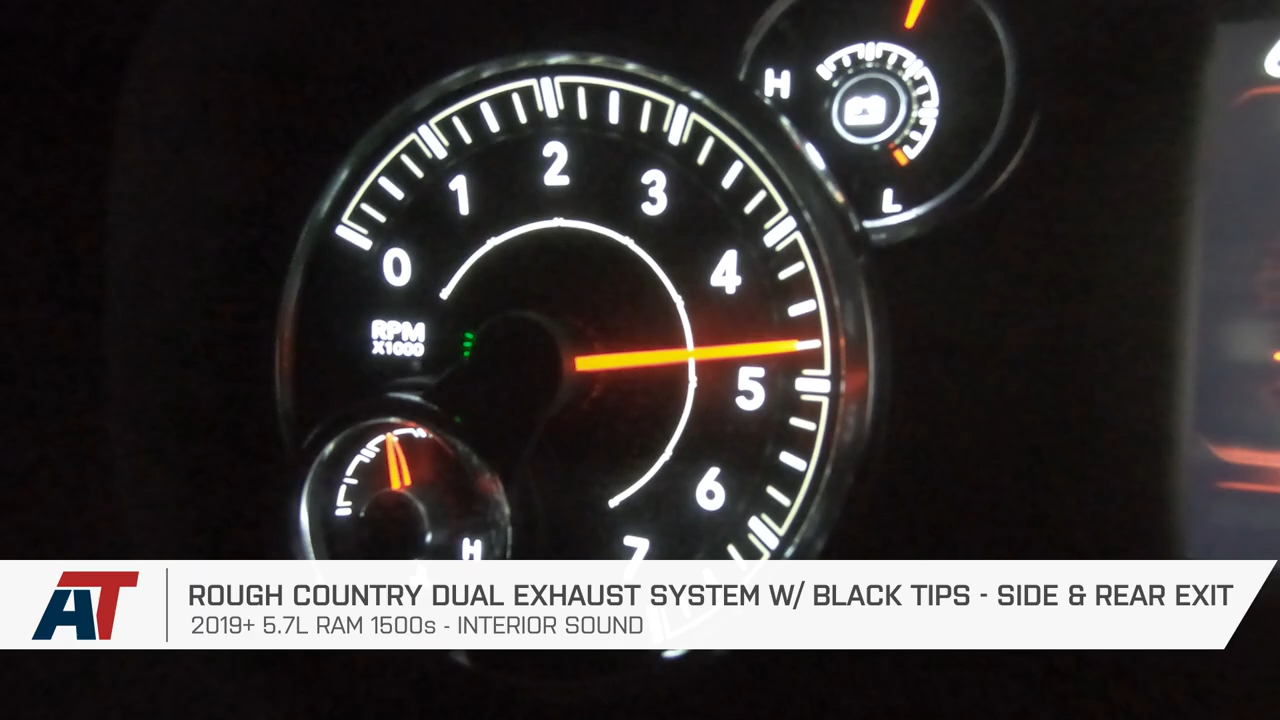 H
L
0
1
2
3
4
5
6
7
RPM
X1000
H
AT
ROUGH COUNTRY DUAL EXHAUST SYSTEM W/ BLACK TIPS - SIDE & REAR EXIT
2019+ 5.7L RAM 1500s - INTERIOR SOUND